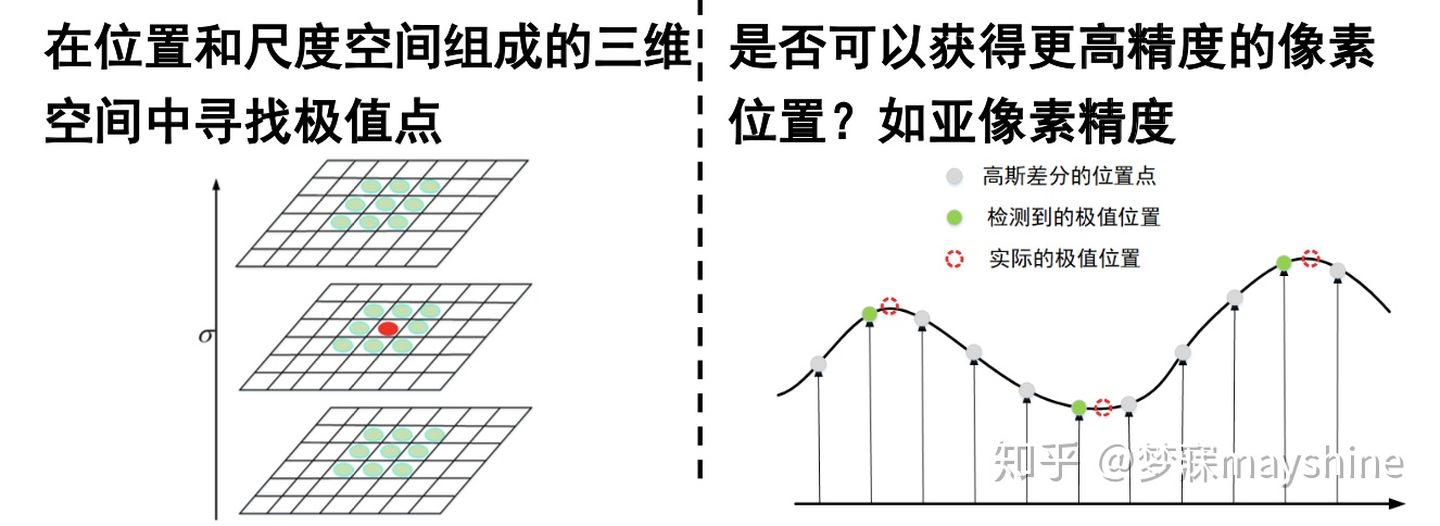 在位置和尺度空间组成的三维
空间中寻找极值点
σ
是否可以获得更高精度的像素
位置？如亚像素精度
高斯差分的位置点
检测到的极值位置
实际的极值位置
知乎 @梦寐mayshine